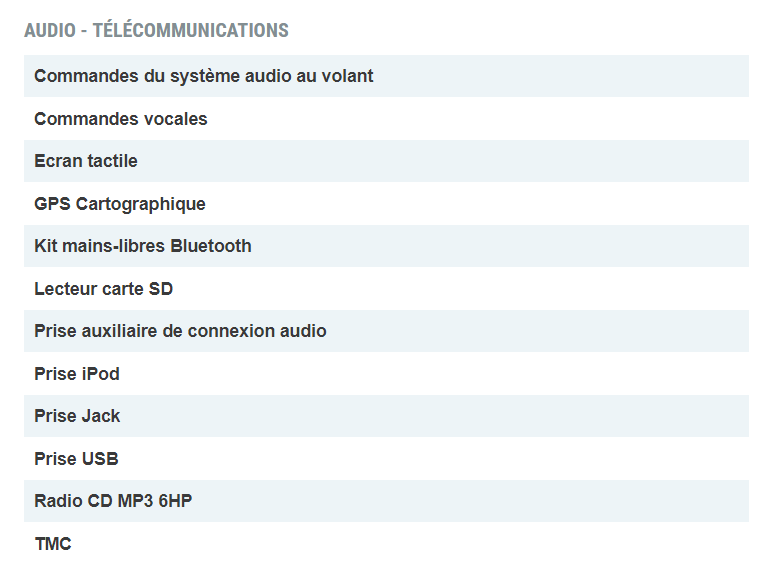 AUDIO - TÉLÉCOMMUNICATIONS
Commandes du système audio au volant
Commandes vocales
Ecran tactile
GPS Cartographique
Kit mains-libres Bluetooth
Lecteur carte SD
Prise auxiliaire de connexion audio
Prise iPod
Prise Jack
Prise USB
Radio CD MP3 6HP
TMC